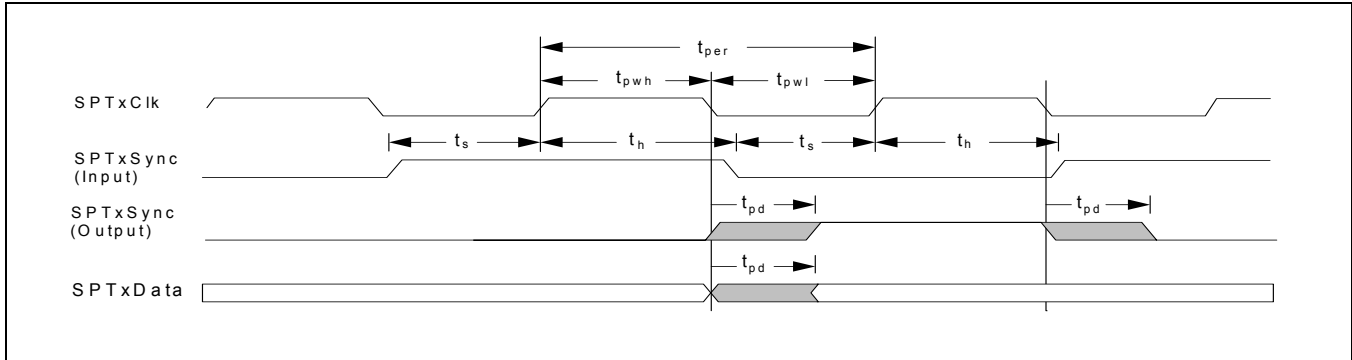 tper
tpwh tpwl
SPTxClk
ts th ts th
SPTxSync
(Input)
tpd tpd
SPTxSync
(Output)
tpd
SPTxData